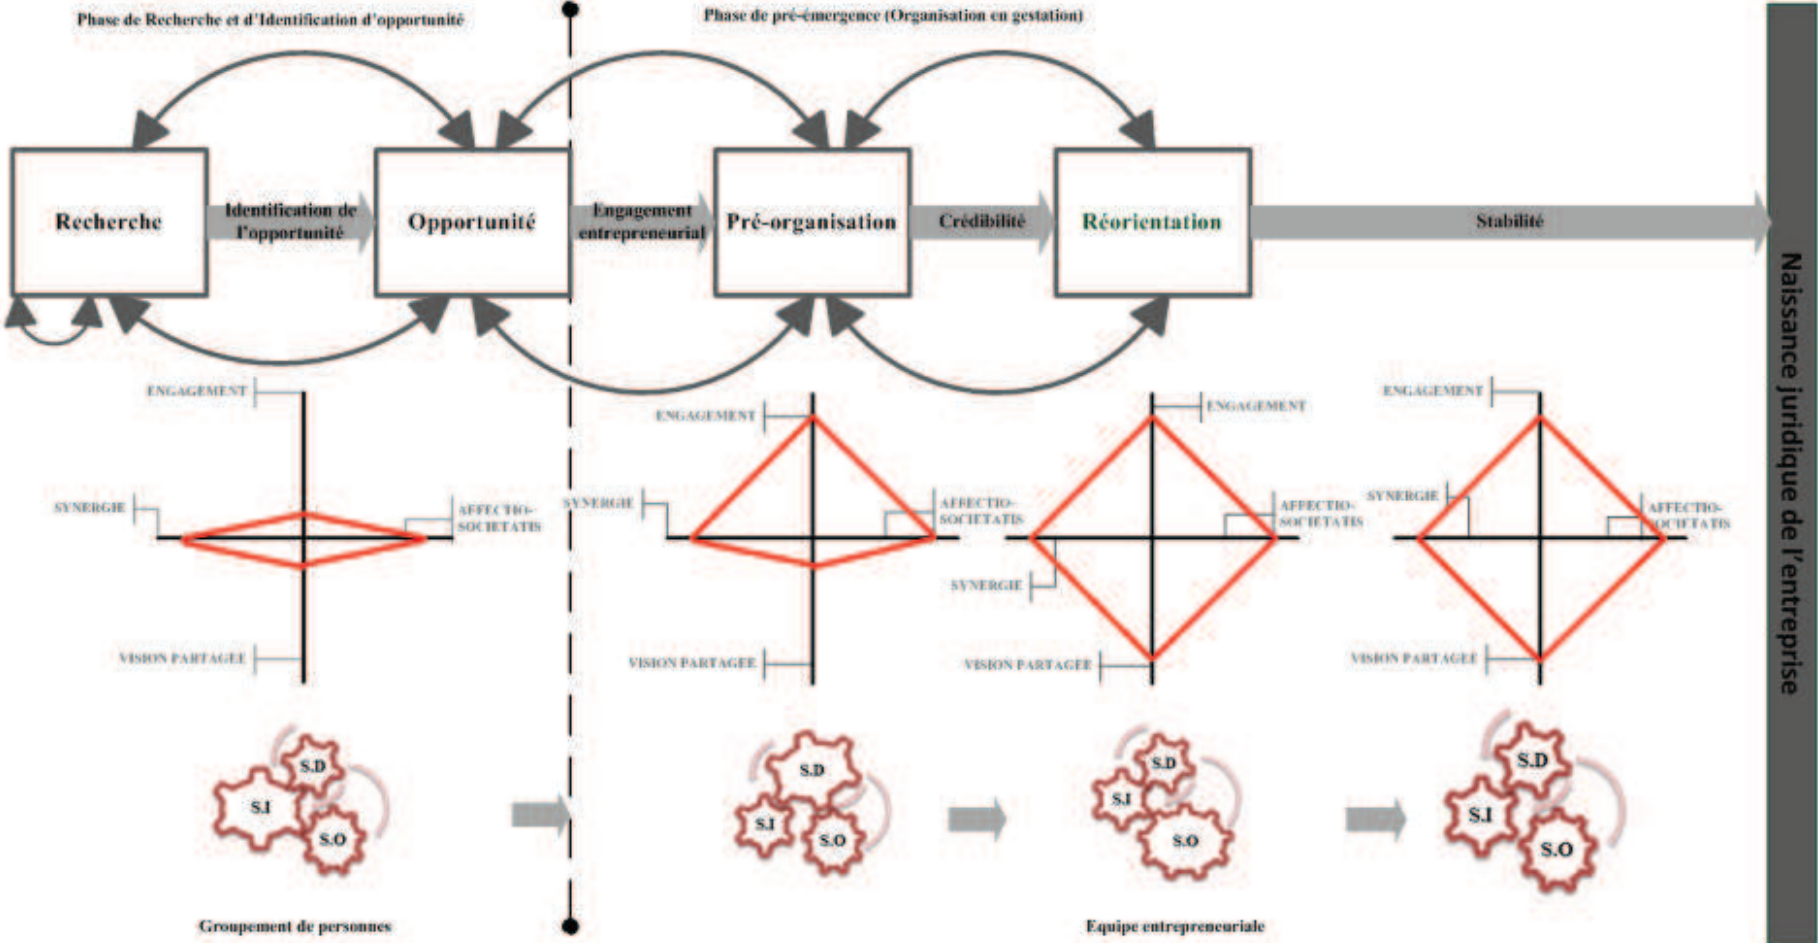 Phase de Recherche et d'Identification d'opportunité
Phase de pré-émergence (Organisation en gestation)
Recherche
Identification de
l'opportunité
Opportunité
Engagement
entrepreneurial
Pré-organisation
Crédibilité
Réorientation
Stabilité
Naissance juridique de l'entreprise
ENGAGEMENT
SYNERGIE
AFFECTIO-
SOCIETATIS
VISION PARTAGEE
ENGAGEMENT
SYNERGIE
AFFECTIO-
SOCIETATIS
VISION PARTAGEE
ENGAGEMENT
AFFECTIO-
SOCIETATIS
SYNERGIE
VISION PARTAGEE
ENGAGEMENT
SYNERGIE
AFFECTIO-
SOCIETATIS
VISION PARTAGEE
S.D
S.I
S.O
S.D
S.I
S.O
S.D
S.I
S.O
S.D
S.I
S.O
Groupement de personnes
Equipe entrepreneuriale